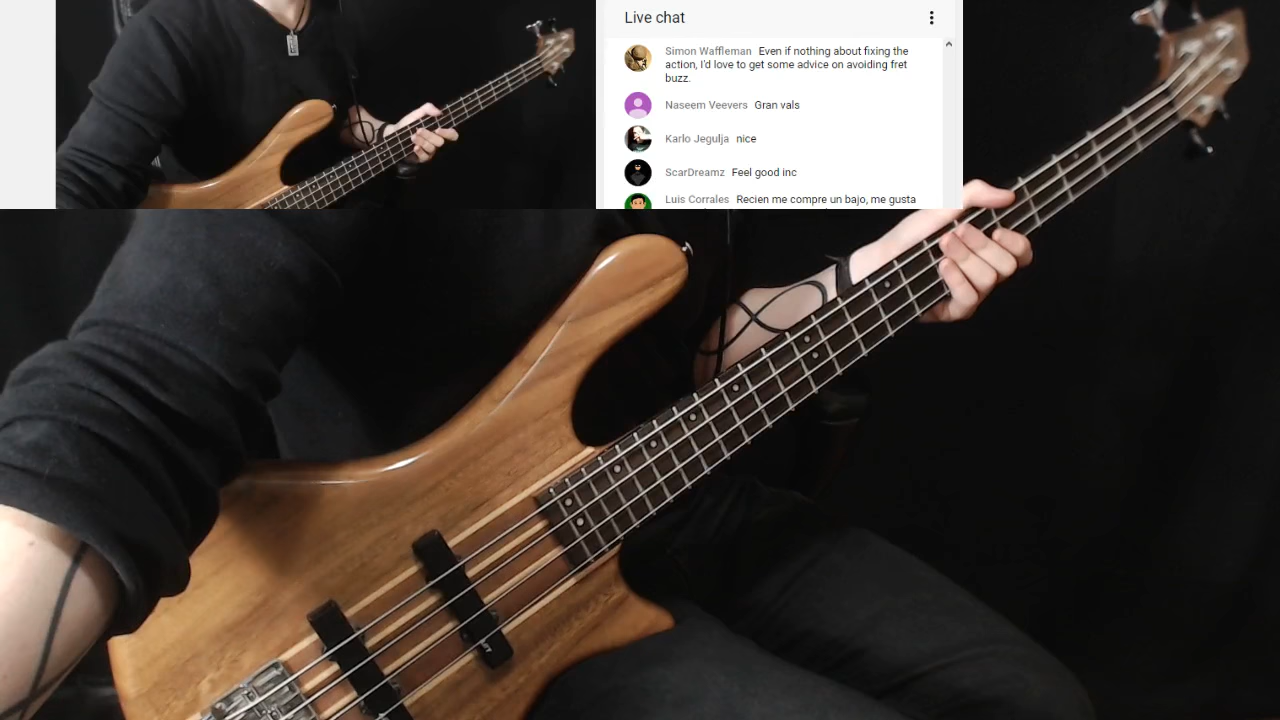 Live chat
Simon Waffleman Even if nothing about fixing the
action, I'd love to get some advice on avoiding fret
buzz.
Naseem Veevers Gran vals
Karlo Jegulja nice
ScarDreamz Feel good inc
Luis Corrales Recien me compre un bajo, me gusta